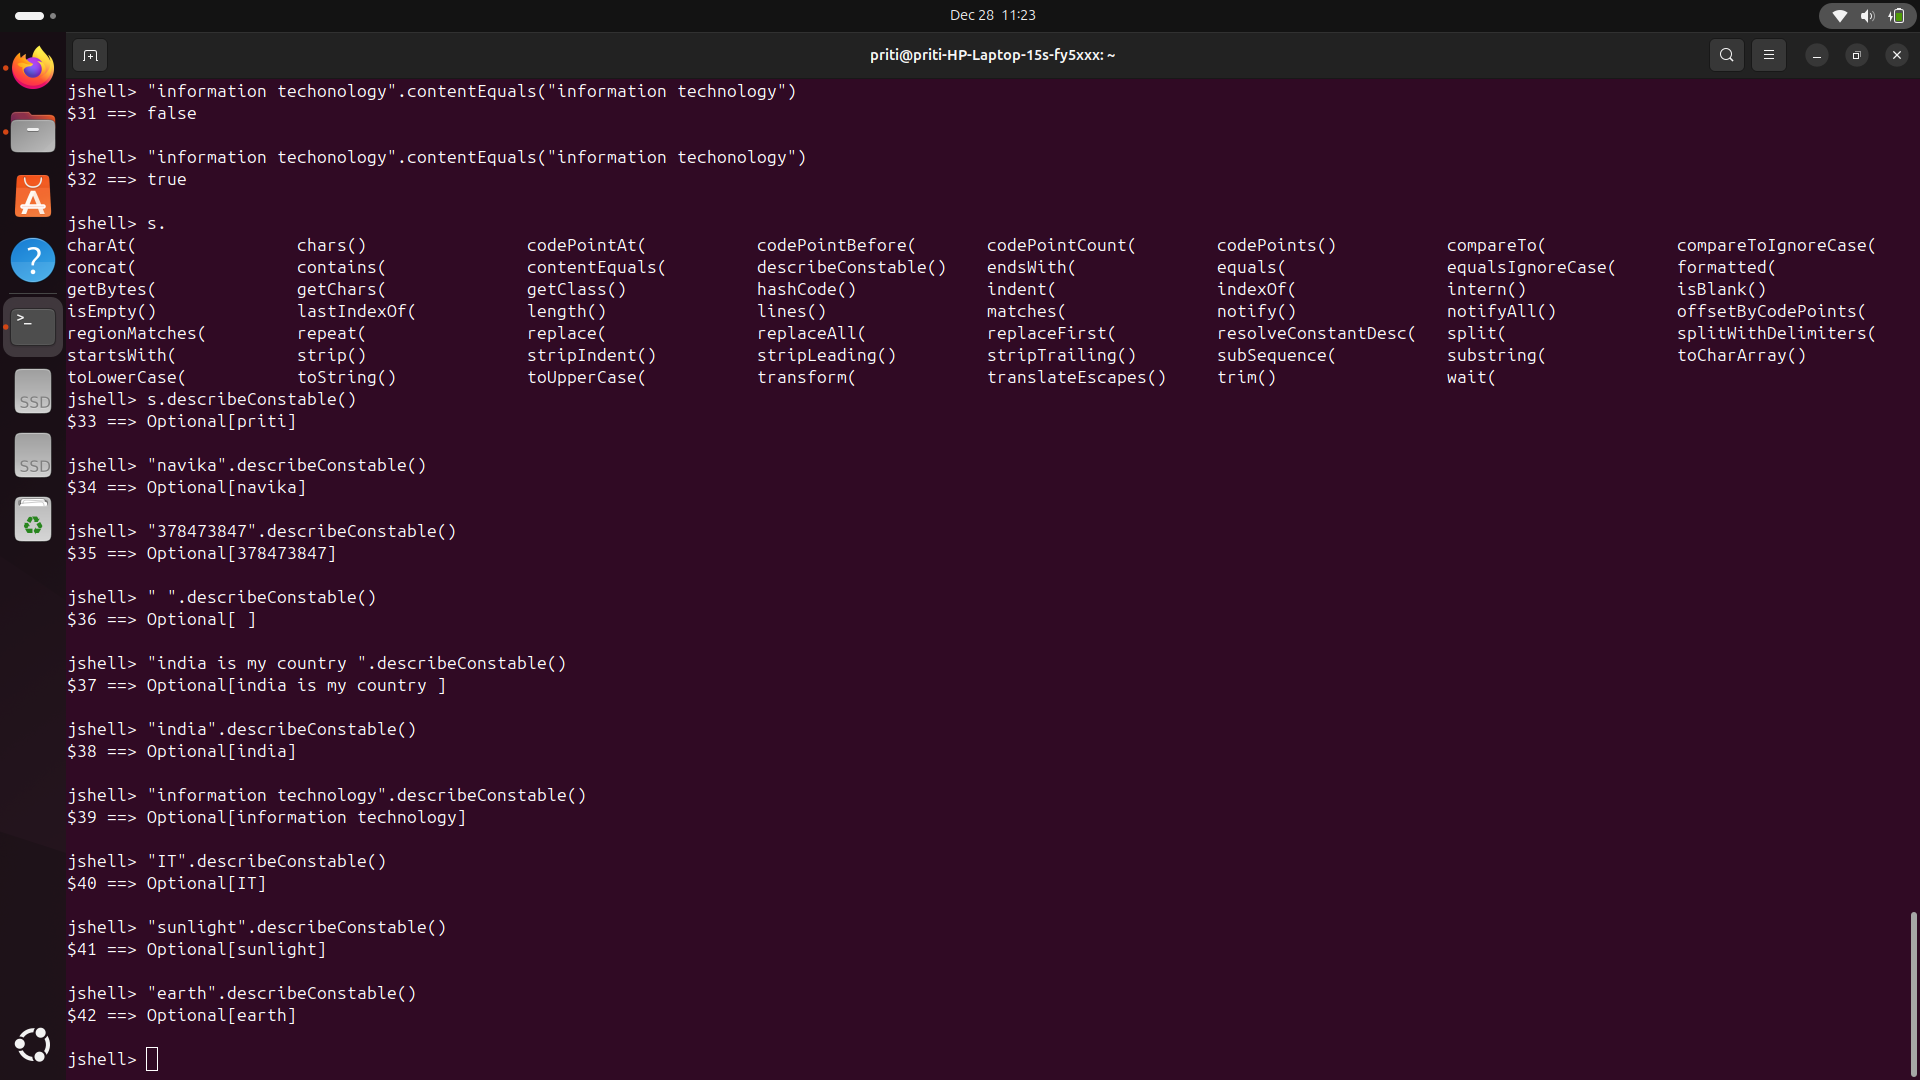 Dec 28 11:23
priti@priti-HP-Laptop-15s-fy5xxx: ~
jshell> "information techonology".contentEquals("information technology")
$31 ==> false
jshell> "information techonology".contentEquals("information techonology")
$32 ==> true
jshell> s.
charAt( chars() codePointAt( codePointBefore( codePointCount( codePoints() compareTo( compareToIgnoreCase(
concat( contains( contentEquals( describeConstable() endsWith( equals( equalsIgnoreCase( formatted(
getBytes( getChars( getClass() hashCode() indent( indexOf( intern() isBlank()
isEmpty() lastIndexOf( length() lines() matches( notify() notifyAll() offsetByCodePoints(
regionMatches( repeat( replace( replaceAll( replaceFirst( resolveConstantDesc( split( splitWithDelimiters(
startsWith( strip() stripIndent() stripLeading() stripTrailing() subSequence( substring( toCharArray()
toLowerCase( toString() toUpperCase( transform( translateEscapes() trim() wait(
jshell> s.describeConstable()
$33 ==> Optional[priti]
jshell> "navika".describeConstable()
$34 ==> Optional[navika]
jshell> "378473847".describeConstable()
$35 ==> Optional[378473847]
jshell> " ".describeConstable()
$36 ==> Optional[ ]
jshell> "india is my country ".describeConstable()
$37 ==> Optional[india is my country ]
jshell> "india".describeConstable()
$38 ==> Optional[india]
jshell> "information technology".describeConstable()
$39 ==> Optional[information technology]
jshell> "IT".describeConstable()
$40 ==> Optional[IT]
jshell> "sunlight".describeConstable()
$41 ==> Optional[sunlight]
jshell> "earth".describeConstable()
$42 ==> Optional[earth]
jshell>
?
>_
SSD
SSD